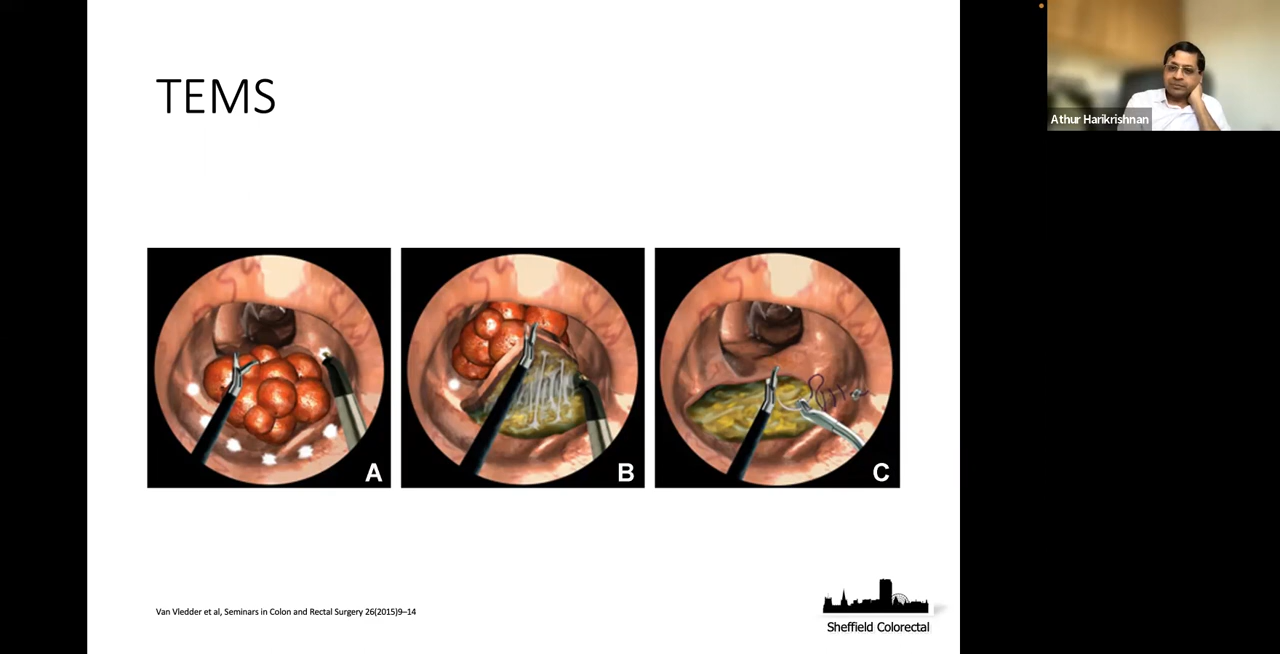 TEMS
Athur Harikrishnan
A
B
C
Van Vledder et al, Seminars in Colon and Rectal Surgery 26(2015)9–14
Sheffield Colorectal